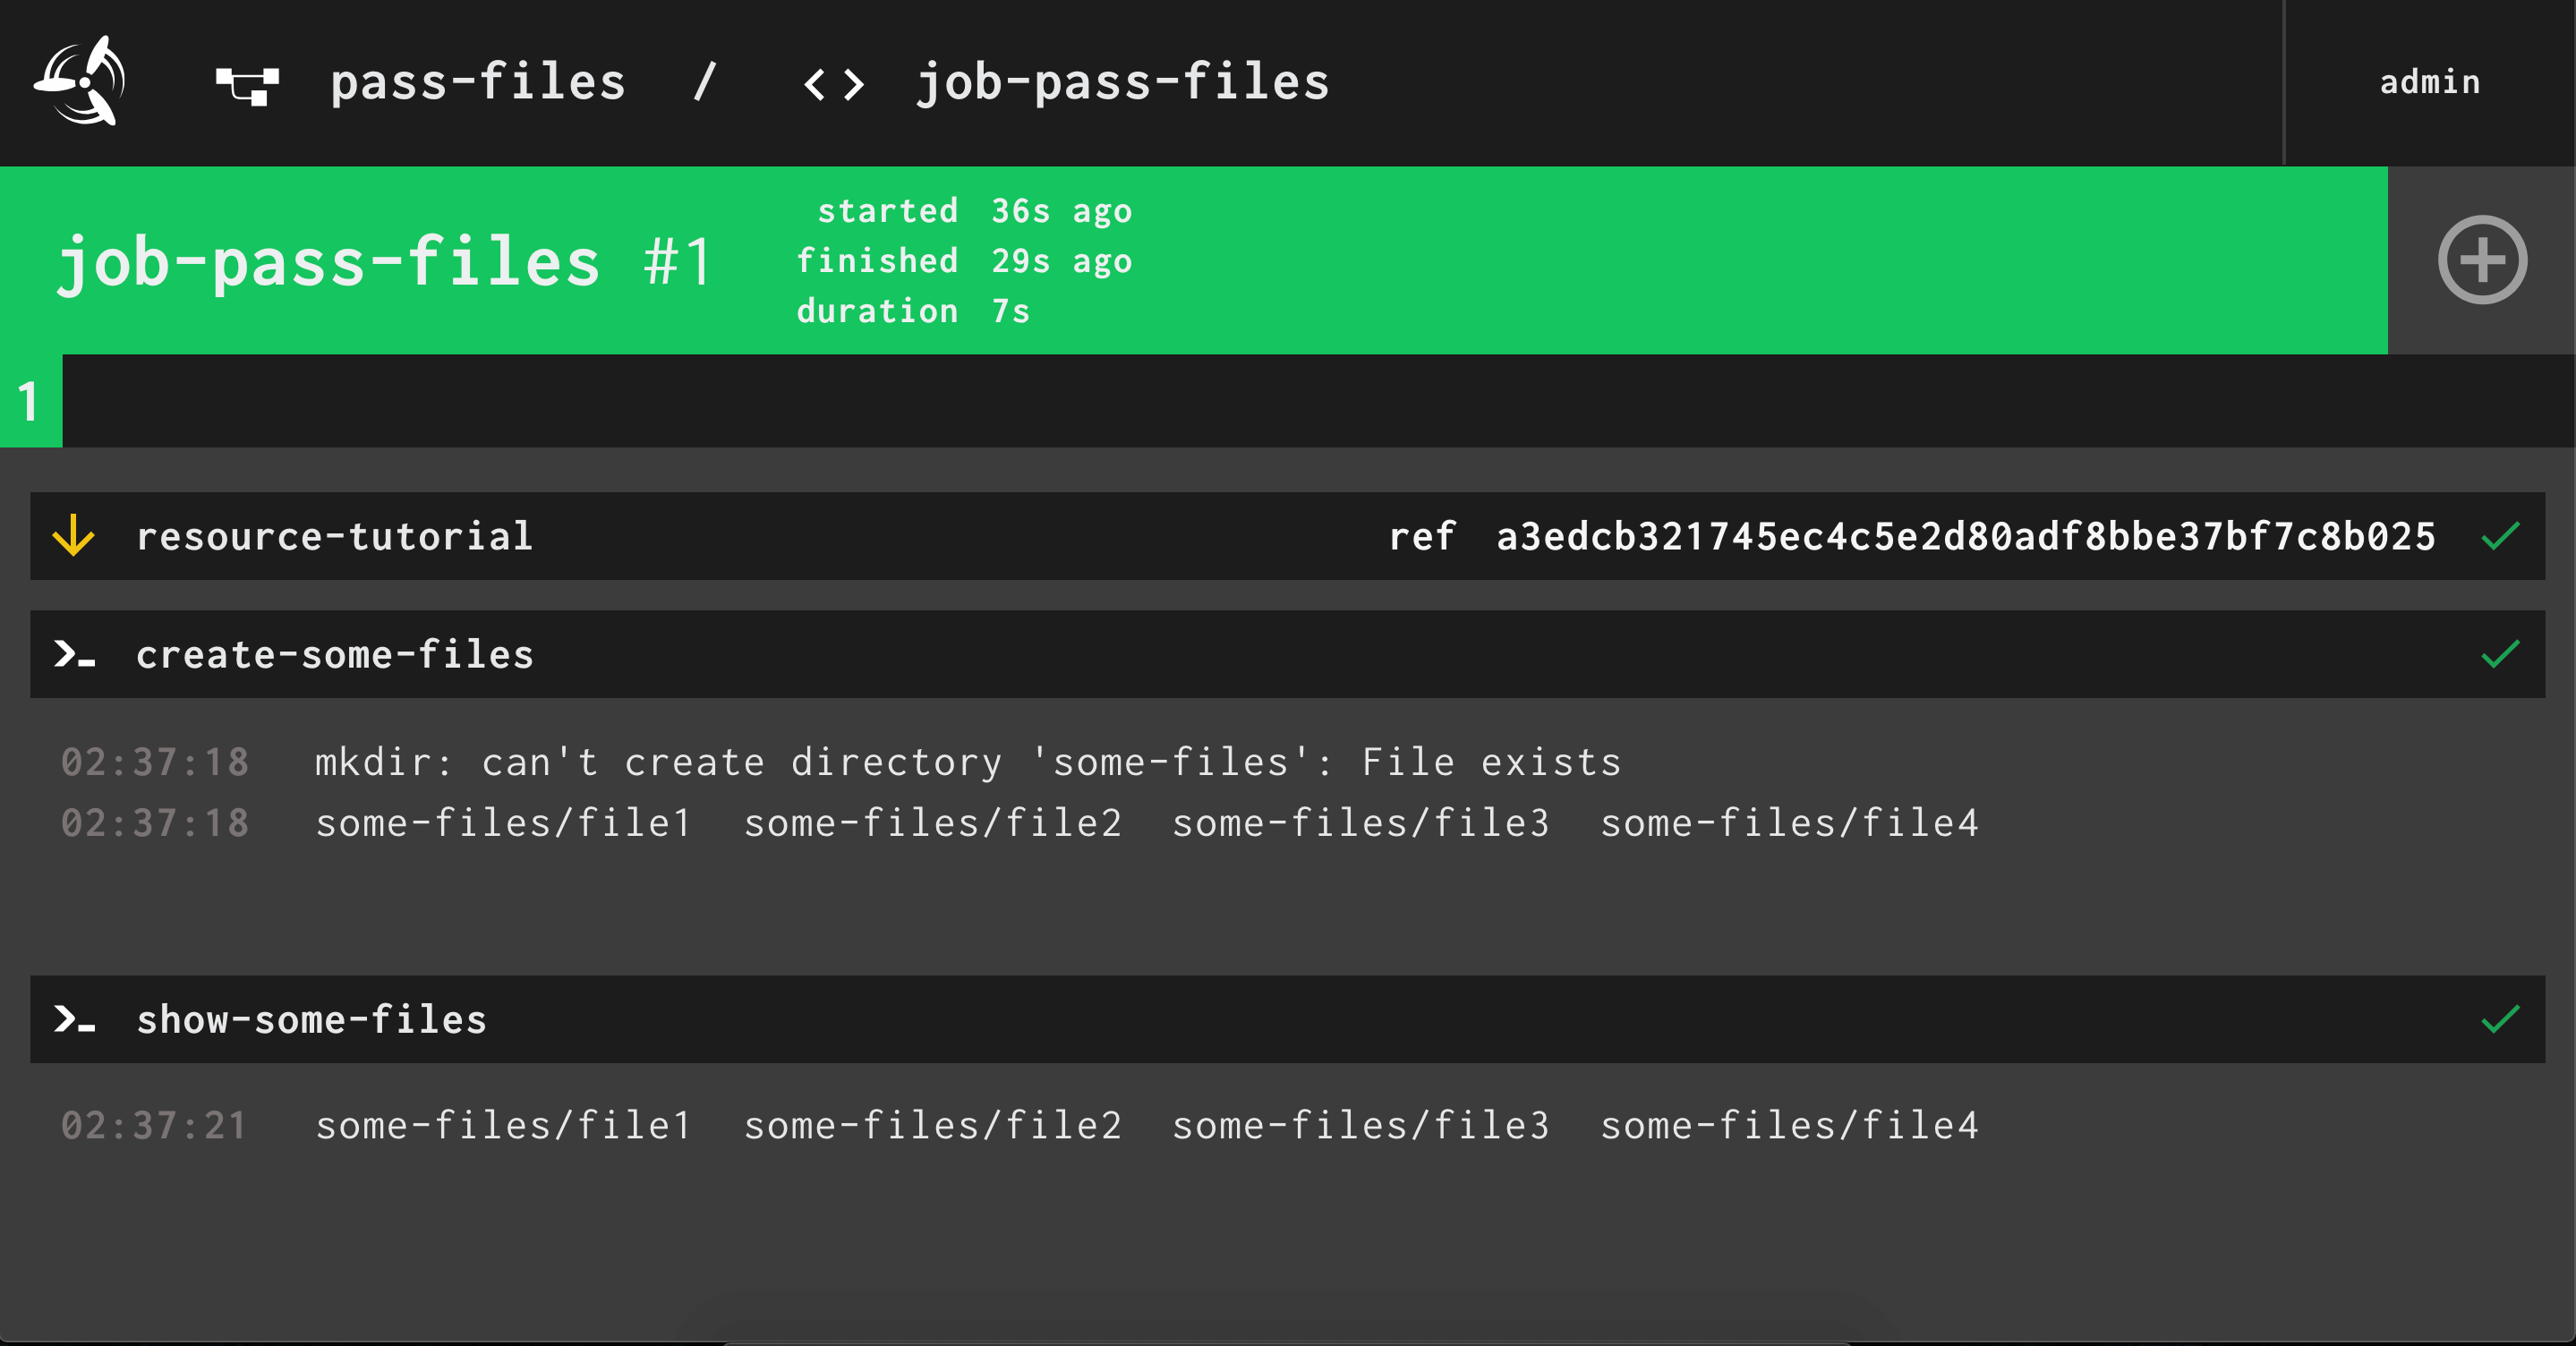 pass-files / <> job-pass-files
admin
job-pass-files #1
started 36s ago
finished 29s ago
duration 7s
1
resource-tutorial ref a3edcb321745ec4c5e2d80adf8bbe37bf7c8b025
create-some-files
02:37:18 mkdir: can't create directory 'some-files': File exists
02:37:18 some-files/file1 some-files/file2 some-files/file3 some-files/file4
show-some-files
02:37:21 some-files/file1 some-files/file2 some-files/file3 some-files/file4